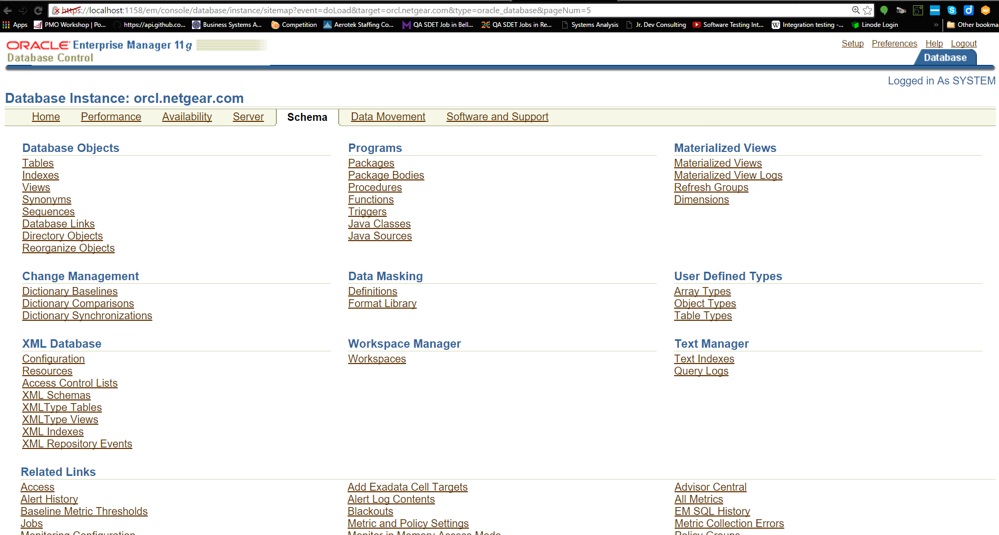 https://localhost:1158/em/console/database/instance/sitemap?event=doLoad&target=orcl.netgear.com&type=oracle_database&pageNum=5
Apps PMO Workshop | Po... https://api.github.co... Business Systems A... Competition Aerotek Staffing Co... QA SDET Job in Bell... QA SDET Jobs in Re... Systems Analysis Jr. Dev Consulting Software Testing Int... Integration testing -... Linode Login » Other bookma
ORACLE Enterprise Manager 11g
Database Control
Setup Preferences Help Logout
Database
Logged in As SYSTEM
Database Instance: orcl.netgear.com
Home Performance Availability Server Schema Data Movement Software and Support
Database Objects
Tables
Indexes
Views
Synonyms
Sequences
Database Links
Directory Objects
Reorganize Objects
Programs
Packages
Package Bodies
Procedures
Functions
Triggers
Java Classes
Java Sources
Materialized Views
Materialized Views
Materialized View Logs
Refresh Groups
Dimensions
Change Management
Dictionary Baselines
Dictionary Comparisons
Dictionary Synchronizations
Data Masking
Definitions
Format Library
User Defined Types
Array Types
Object Types
Table Types
XML Database
Configuration
Resources
Access Control Lists
XML Schemas
XMLType Tables
XMLType Views
XML Indexes
XML Repository Events
Workspace Manager
Workspaces
Text Manager
Text Indexes
Query Logs
Related Links
Access
Alert History
Baseline Metric Thresholds
Jobs
Monitoring Configuration
Add Exadata Cell Targets
Alert Log Contents
Blackouts
Metric and Policy Settings
Monitor in Memory Access Mode
Advisor Central
All Metrics
EM SQL History
Metric Collection Errors
Policy Groups